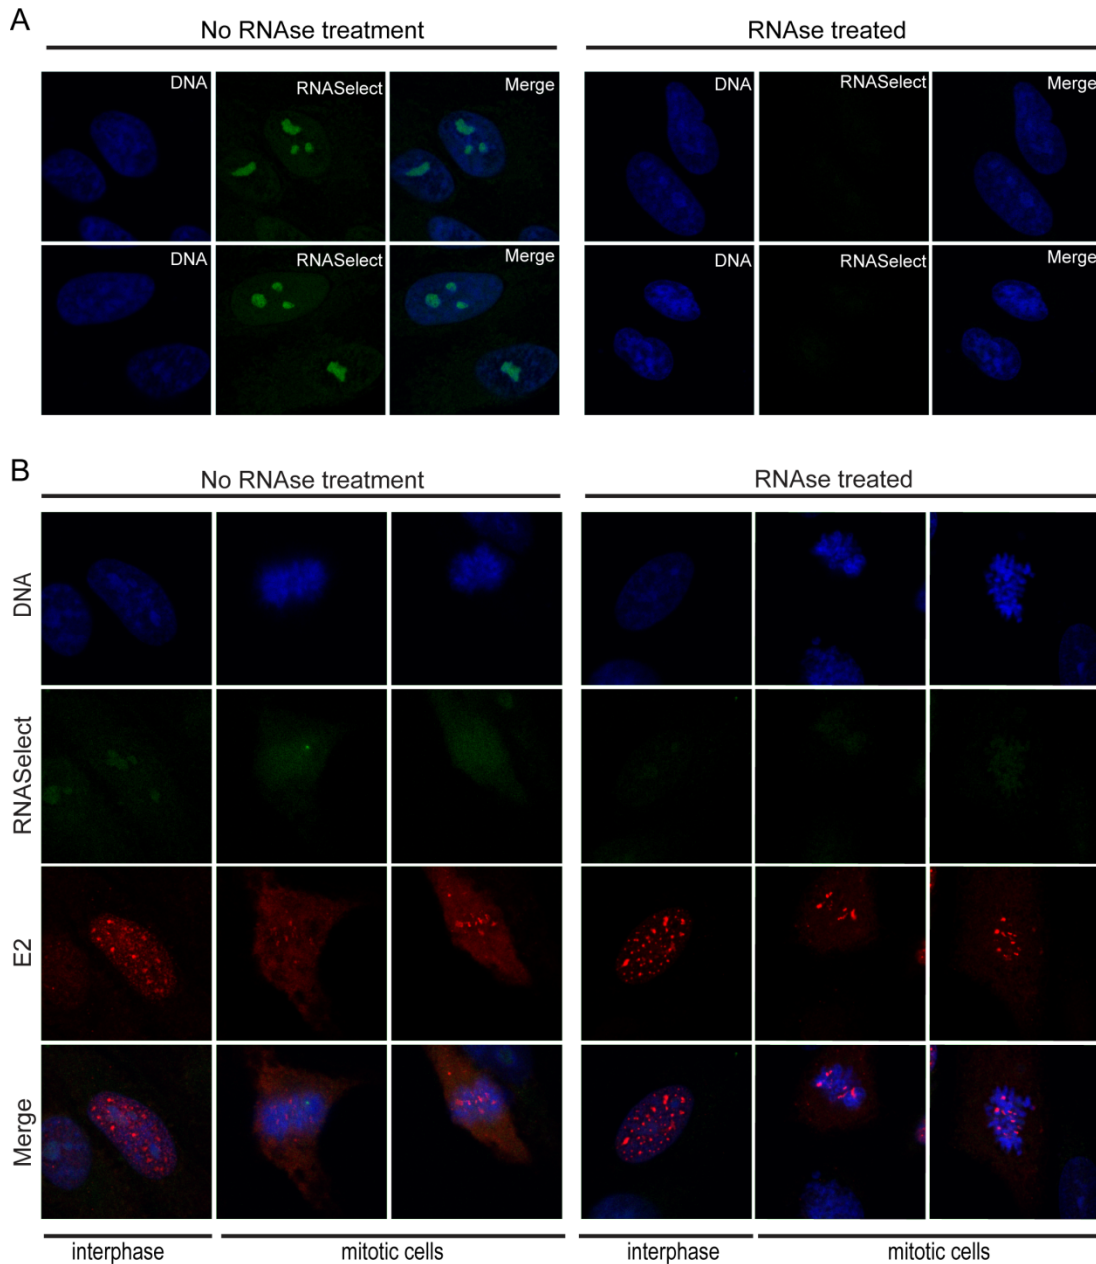 A
No RNAse treatment
RNAse treated
DNA
RNASelect
Merge
DNA
RNASelect
Merge
DNA
RNASelect
Merge
DNA
RNASelect
Merge
B
No RNAse treatment
RNAse treated
DNA
RNASelect
E2
Merge
interphase
mitotic cells
interphase
mitotic cells